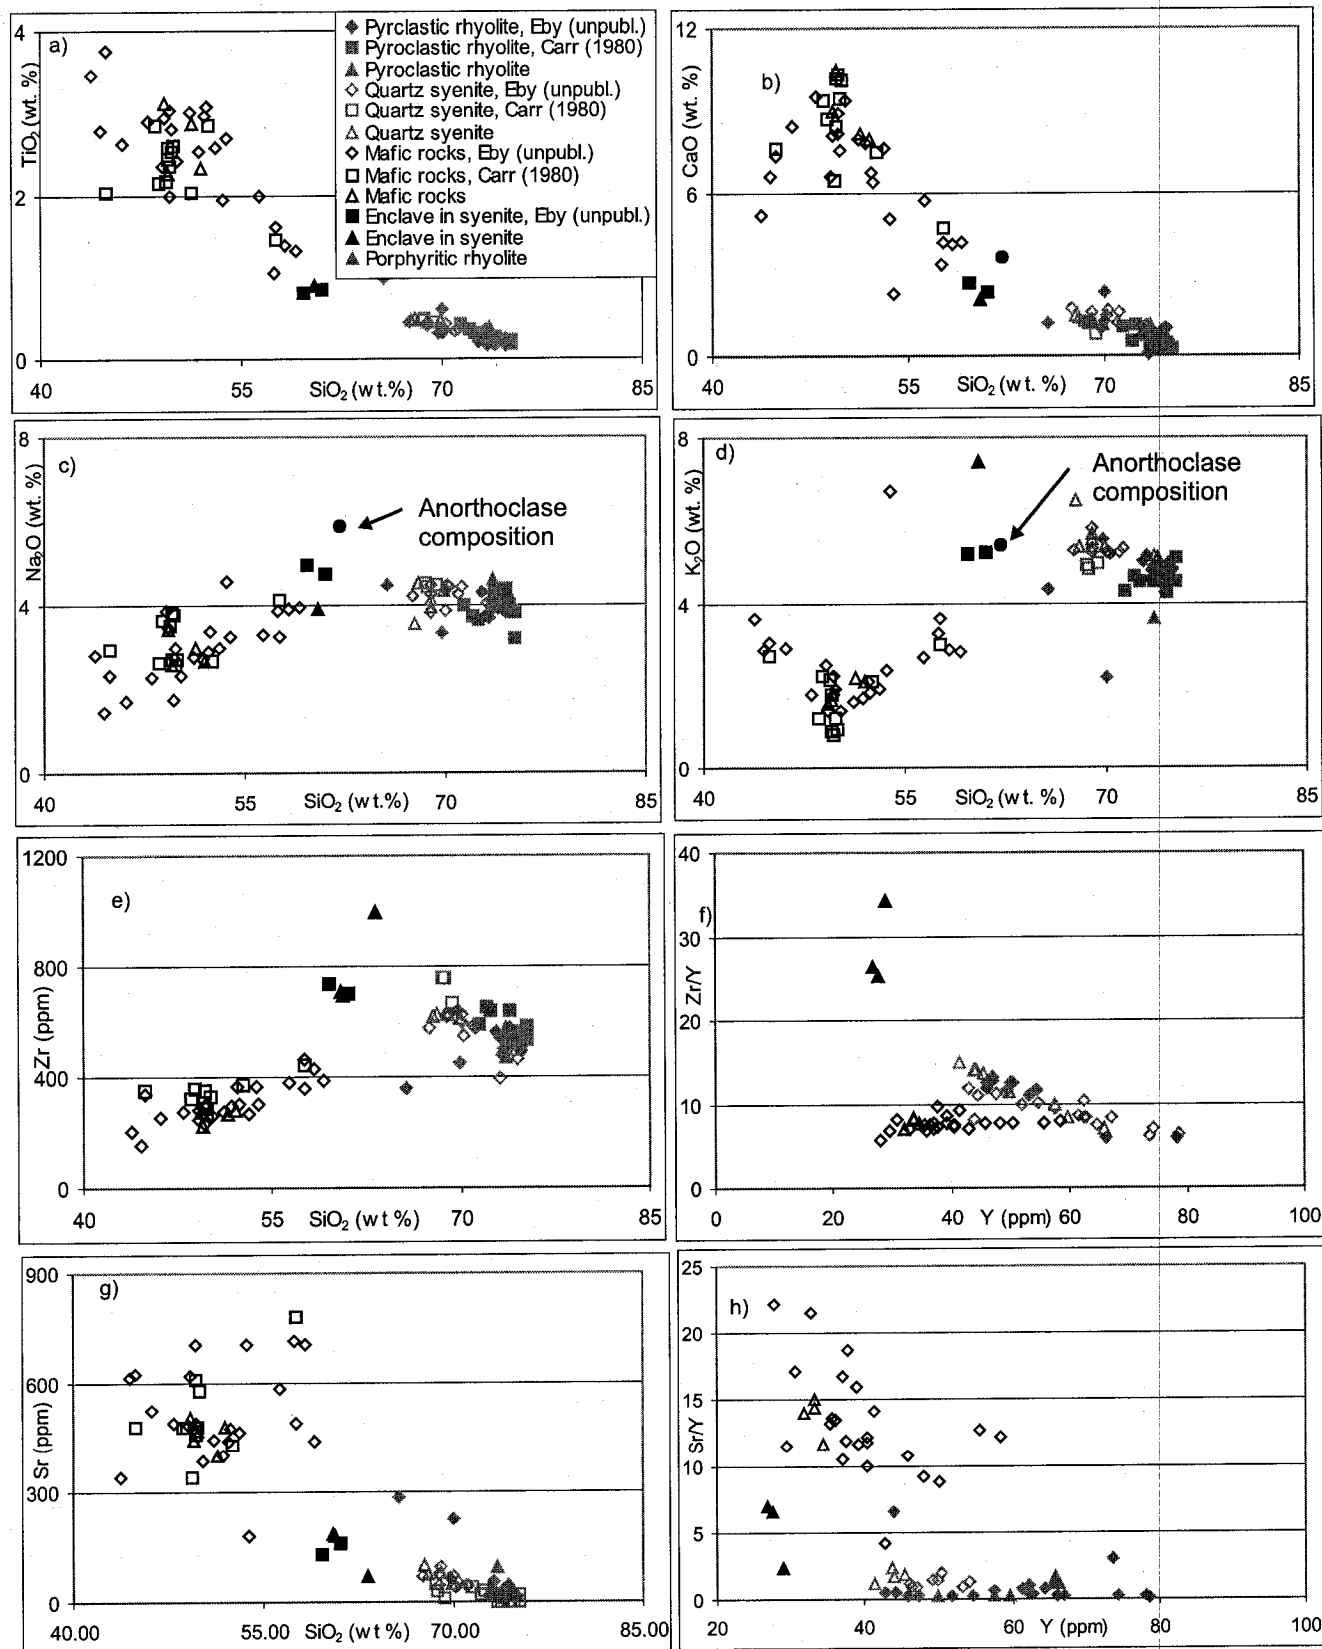 a)
TiO2 (wt. %)
4
2
0
40
55
SiO2 (wt.%)
70
85
Pyrclastic rhyolite, Eby (unpubl.)
Pyroclastic rhyolite, Carr (1980)
Pyroclastic rhyolite
Quartz syenite, Eby (unpubl.)
Quartz syenite, Carr (1980)
Quartz syenite
Mafic rocks, Eby (unpubl.)
Mafic rocks, Carr (1980)
Mafic rocks
Enclave in syenite, Eby (unpubl.)
Enclave in syenite
Porphyritic rhyolite
b)
CaO (wt. %)
12
6
0
40
55
SiO2 (wt. %)
70
85
c)
Na2O (wt. %)
8
4
0
Anorthoclase
composition
40
55
SiO2 (wt.%)
70
85
d)
K2O (wt. %)
8
4
0
Anorthoclase
composition
40
55
SiO2 (wt.%)
70
85
e)
Zr (ppm)
1200
800
400
0
40
55
SiO2 (wt %)
70
85
f)
Zr/Y
40
30
20
10
0
0
20
40
Y (ppm)
60
80
100
g)
Sr (ppm)
900
600
300
0
40.00
55.00
SiO2 (wt.%)
70.00
85.00
h)
Sr/Y
25
20
15
10
5
0
20
40
60
Y (ppm)
80
100